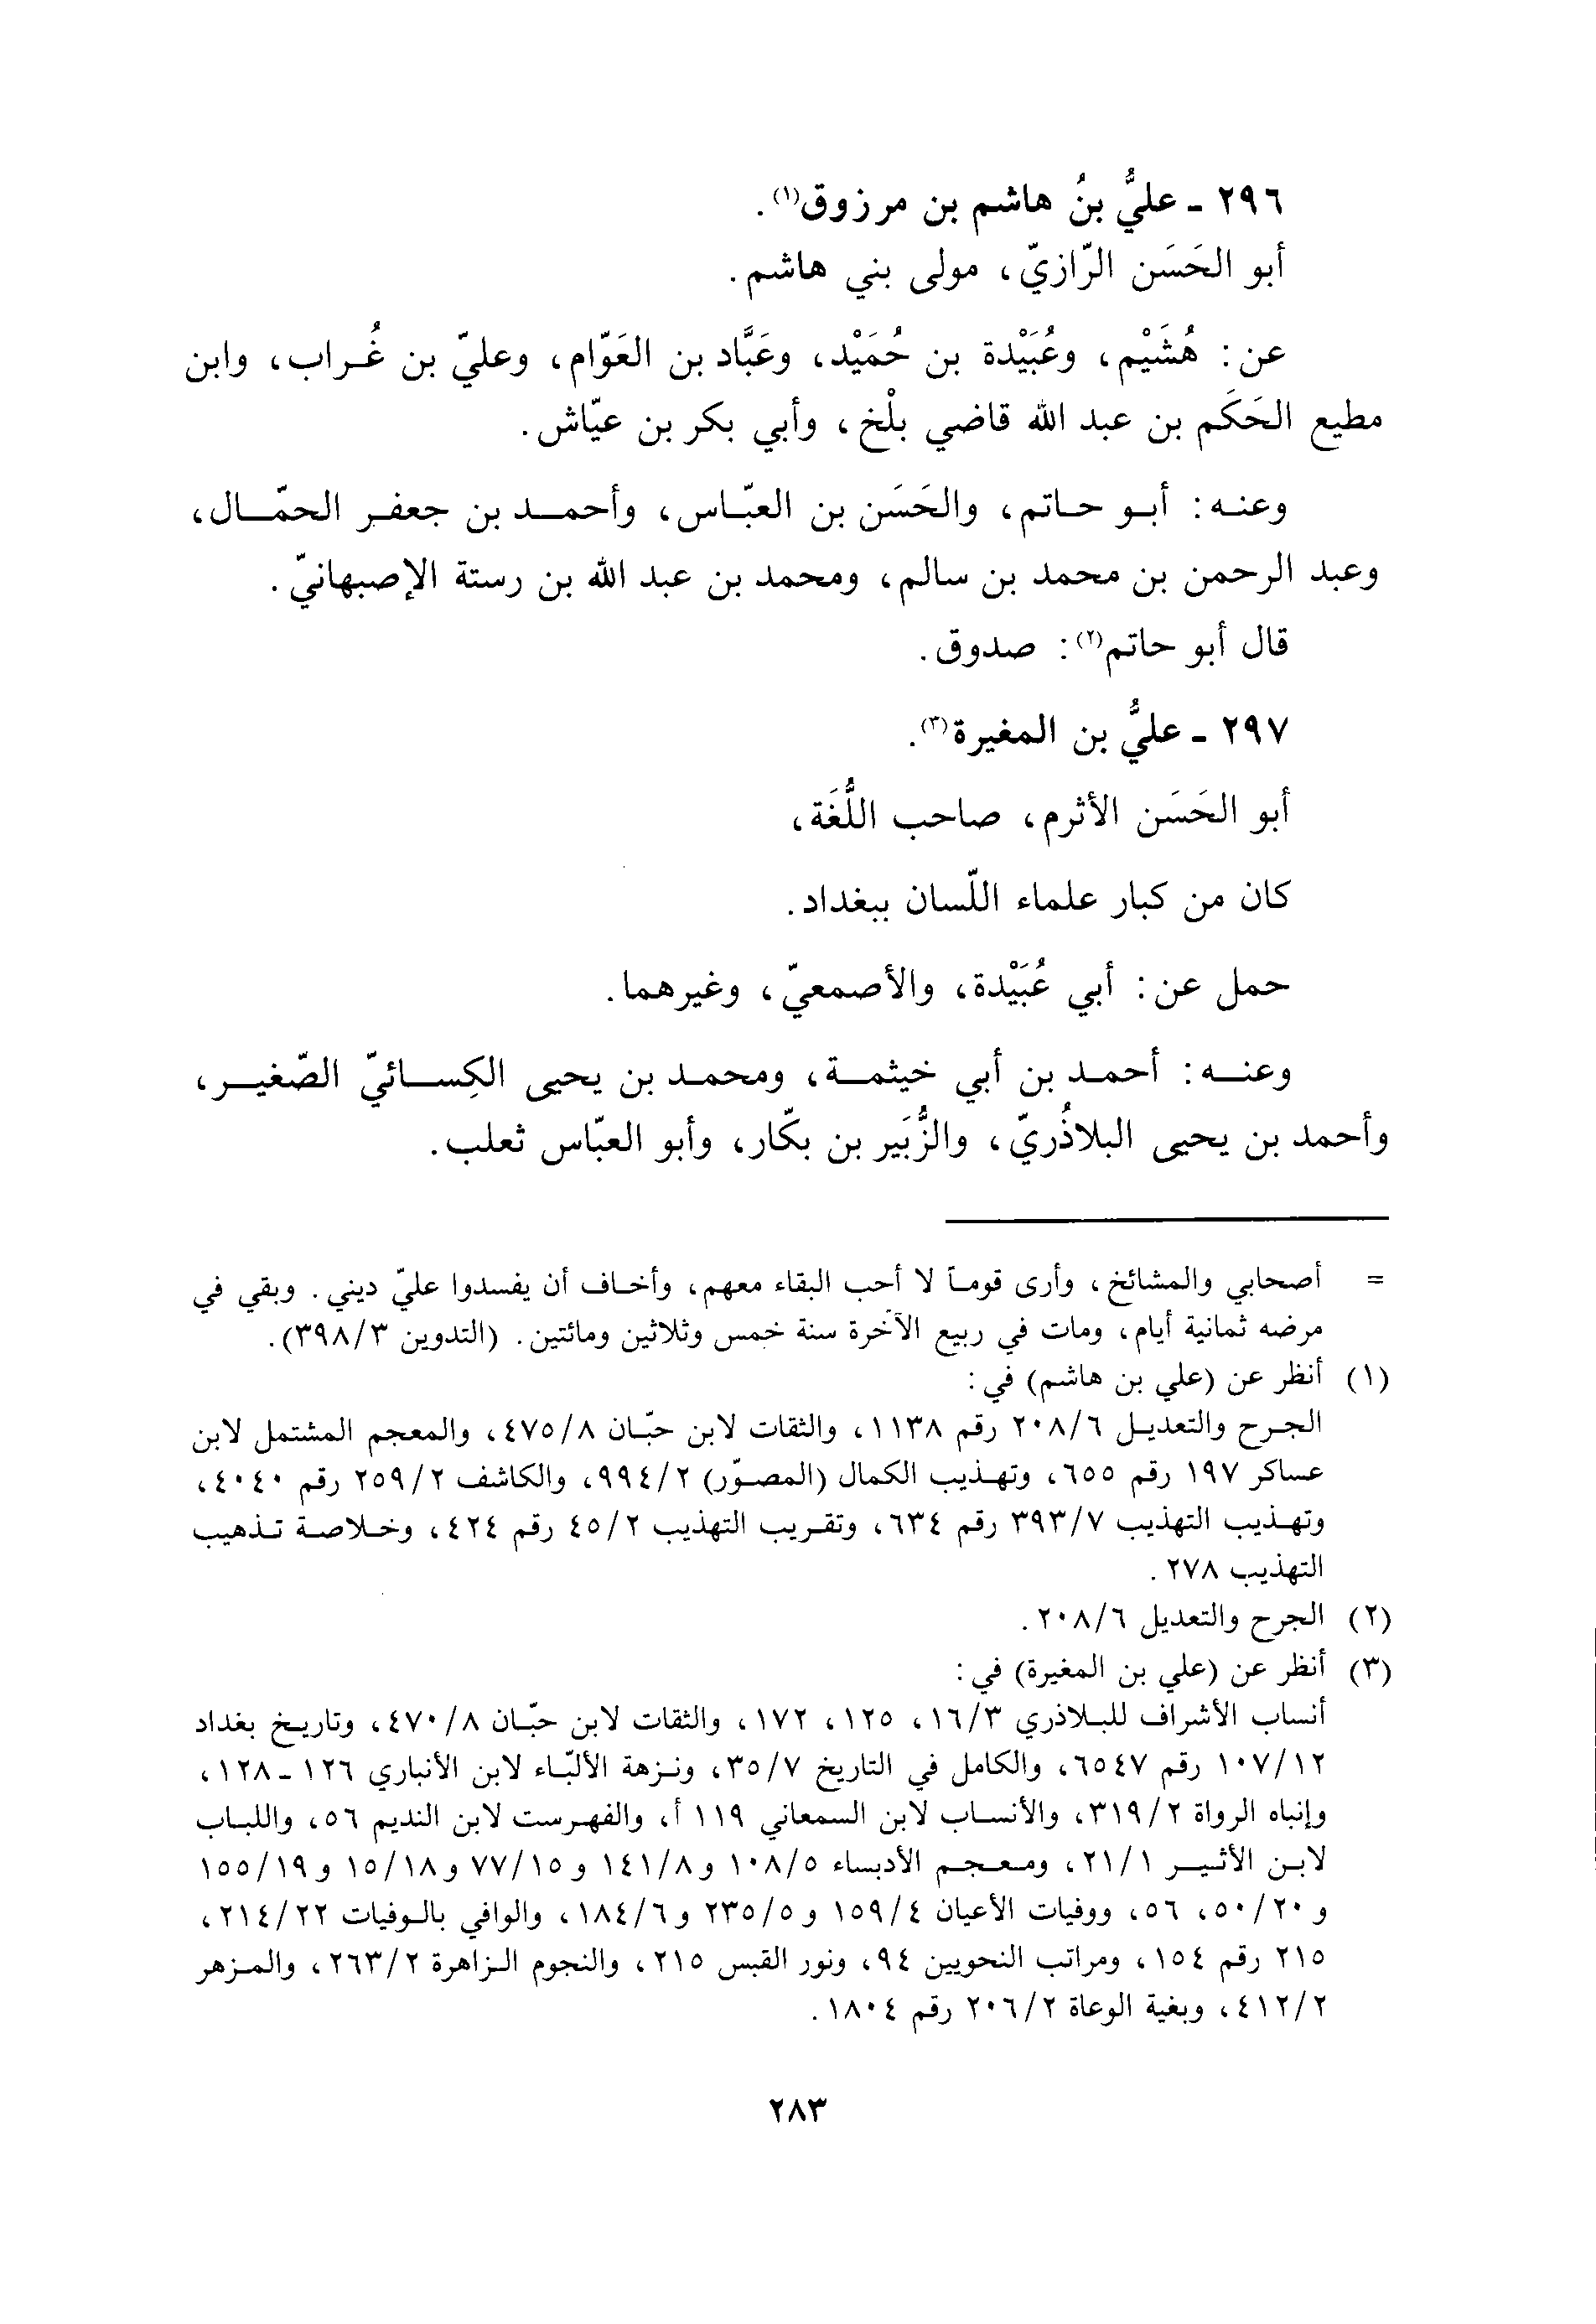 ٢٩٦ - عليُّ بنُ هاشم بن مرزوق(١).
أبو الحَسَن الرّازيّ، مولى بني هاشم.
عن: هُشَيْم، وعُبَيْدة بن حُمَيْد، وعَبَّاد بن العَوّام، وعليّ بن غُراب، وابن
مطيع الحَكَم بن عبد الله قاضي بلْخ، وأبي بكر بن عيّاش.
وعنه: أبو حاتم، والحَسَن بن العبّاس، وأحمد بن جعفر الحمّال،
وعبد الرحمن بن محمد بن سالم، ومحمد بن عبد الله بن رستة الإصبهانيّ.
قال أبو حاتم(٢): صدوق.
٢٩٧ - عليُّ بن المغيرة(٣).
أبو الحَسَن الأثرم، صاحب اللُّغَة،
كان من كبار علماء اللّسان ببغداد.
حمل عن: أبي عُبَيْدة، والأصمعيّ، وغيرهما.
وعنه: أحمد بن أبي خيثمة، ومحمد بن يحيى الكِسائيّ الصّغير،
وأحمد بن يحيى البلاذُريّ، والزُّبَير بن بكّار، وأبو العبّاس ثعلب.
= أصحابي والمشائخ، وأرى قوماً لا أحب البقاء معهم، وأخاف أن يفسدوا عليّ ديني. وبقي في
مرضه ثمانية أيام، ومات في ربيع الآخرة سنة خمس وثلاثين ومائتين. (التدوين ٣٩٨/٣).
(١) أنظر عن (علي بن هاشم) في:
الجرح والتعديل ٢٠٨/٦ رقم ١١٣٨، والثقات لابن حبّان ٤٧٥/٨، والمعجم المشتمل لابن
عساكر ١٩٧ رقم ٦٥٥، وتهذيب الكمال (المصوّر) ٩٩٤/٢، والكاشف ٢٥٩/٢ رقم ٤٠٤٠،
وتهذيب التهذيب ٣٩٣/٧ رقم ٦٣٤، وتقريب التهذيب ٤٥/٢ رقم ٤٢٤، وخلاصة تذهيب
التهذيب ٢٧٨.
(٢) الجرح والتعديل ٢٠٨/٦.
(٣) أنظر عن (علي بن المغيرة) في:
أنساب الأشراف للبلاذري ١٦/٣، ١٢٥، ١٧٢، والثقات لابن حبّان ٤٧٠/٨، وتاريخ بغداد
١٠٧/١٢ رقم ٦٥٤٧، والكامل في التاريخ ٣٥/٧، ونزهة الألبّاء لابن الأنباري ١٢٦ - ١٢٨،
وإنباه الرواة ٣١٩/٢، والأنساب لابن السمعاني ١١٩ أ، والفهرست لابن النديم ٥٦، واللباب
لابن الأثير ٢١/١، ومعجم الأدباء ١٠٨/٥ و١٤١/٨ و٧٧/١٥ و١٥/١٨ و١٥٥/١٩
و ٥٠/٢٠، ٥٦، ووفيات الأعيان ١٥٩/٤ و٢٣٥/٥ و١٨٤/٦، والوافي بالوفيات ٢١٤/٢٢،
٢١٥ رقم ١٥٤، ومراتب النحويين ٩٤، ونور القبس ٢١٥، والنجوم الزاهرة ٢٦٣/٢، والمزهر
٤١٢/٢، وبغية الوعاة ٢٠٦/٢ رقم ١٨٠٤.
٢٨٣